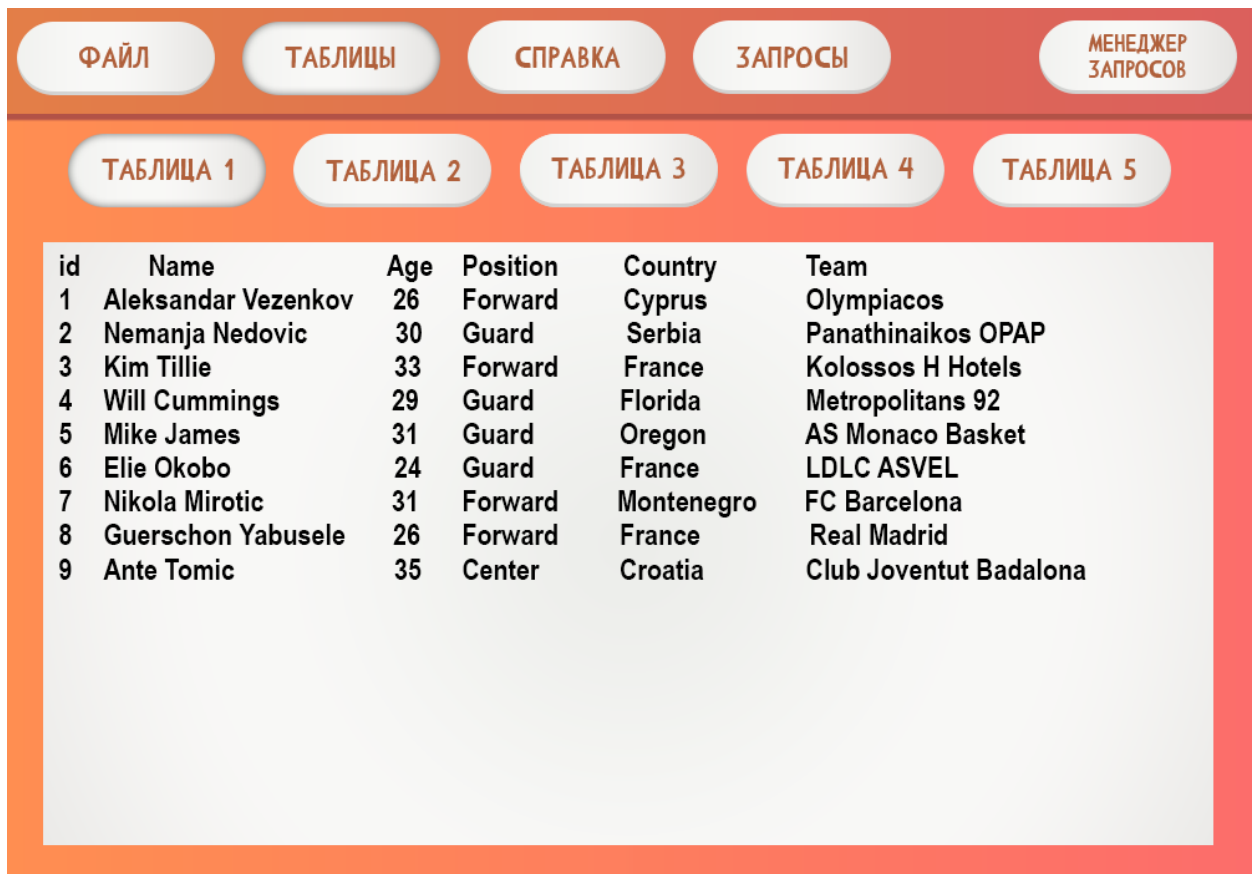 ФАЙЛ ТАБЛИЦЫ СПРАВКА ЗАПРОСЫ МЕНЕДЖЕР ЗАПРОСОВ
ТАБЛИЦА 1 ТАБЛИЦА 2 ТАБЛИЦА 3 ТАБЛИЦА 4 ТАБЛИЦА 5
id Name Age Position Country Team
1 Aleksandar Vezenkov 26 Forward Cyprus Olympiacos
2 Nemanja Nedovic 30 Guard Serbia Panathinaikos OPAP
3 Kim Tillie 33 Forward France Kolossos H Hotels
4 Will Cummings 29 Guard Florida Metropolitans 92
5 Mike James 31 Guard Oregon AS Monaco Basket
6 Elie Okobo 24 Guard France LDLC ASVEL
7 Nikola Mirotic 31 Forward Montenegro FC Barcelona
8 Guerschon Yabusele 26 Forward France Real Madrid
9 Ante Tomic 35 Center Croatia Club Joventut Badalona